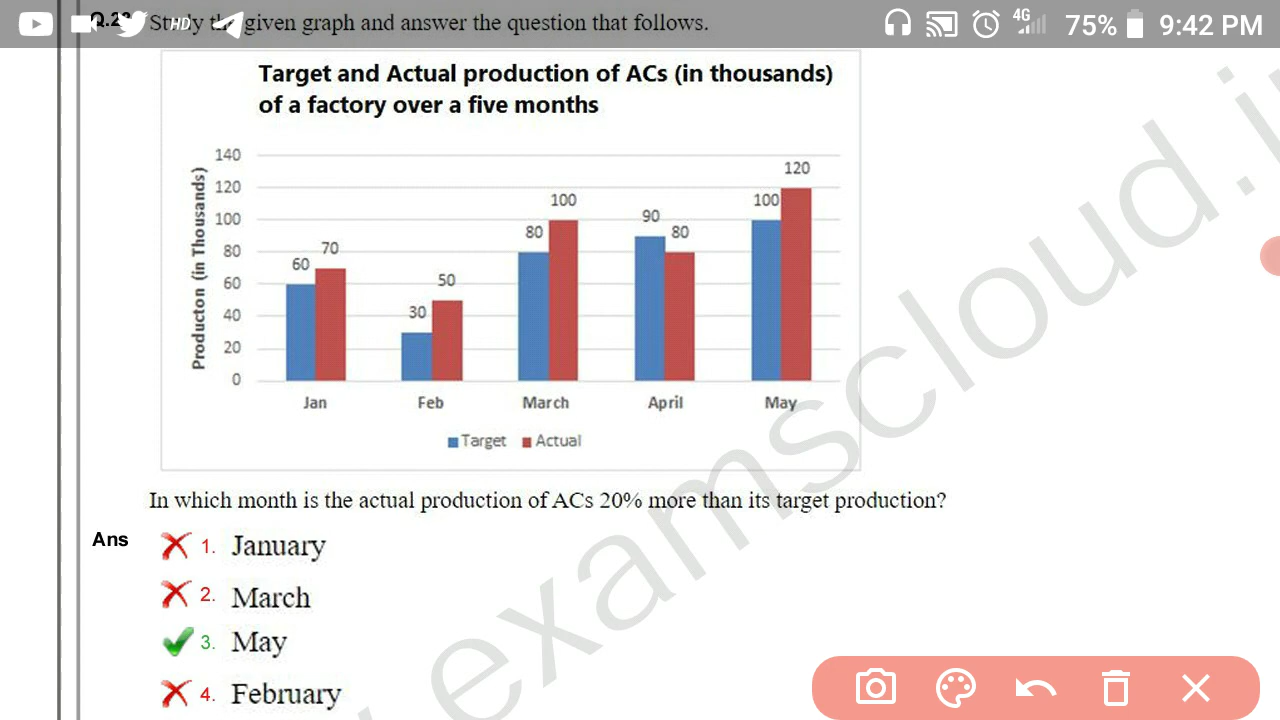 Q.23 Study the given graph and answer the question that follows.
HD
4G
75%
9:42 PM
Target and Actual production of ACs (in thousands)
of a factory over a five months
Producton (in Thousands)
140
120
100
80
60
40
20
0
60
70
30
50
80
100
90
80
100
120
Jan
Feb
March
April
May
Target
Actual
In which month is the actual production of ACs 20% more than its target production?
Ans
1. January
2. March
3. May
4. February
.examscloud.i